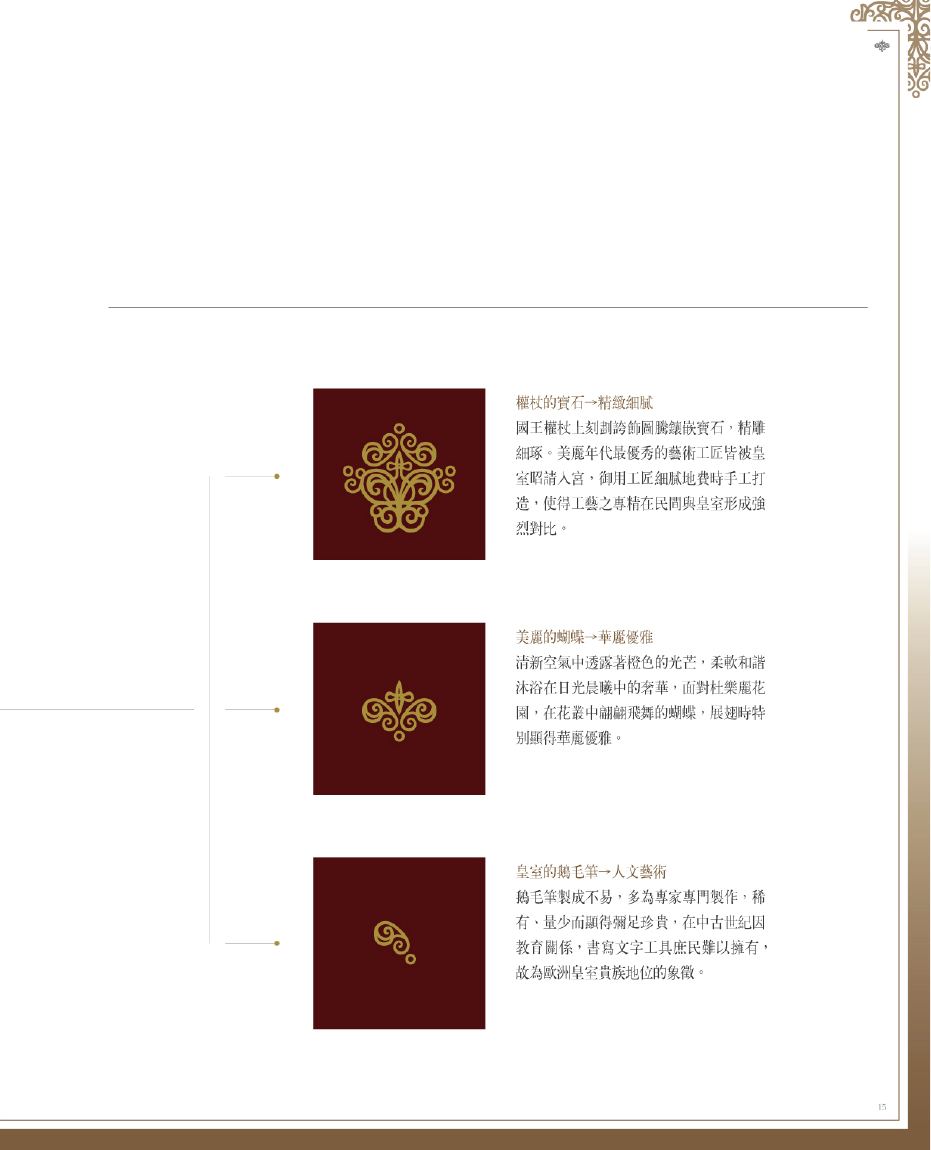 權杖的寶石→精緻細膩
國王權杖上刻劃誇飾圖騰鑲嵌寶石，精雕
細琢。美麗年代最優秀的藝術工匠皆被皇
室昭請入宮，御用工匠細膩地費時手工打
造，使得工藝之專精在民間與皇室形成強
烈對比。
美麗的蝴蝶→華麗優雅
清新空氣中透露著橙色的光芒，柔軟和諧
沐浴在日光晨曦中的奢華，面對杜樂麗花
園，在花叢中翩翩飛舞的蝴蝶，展翅時特
別顯得華麗優雅。
皇室的鵝毛筆→人文藝術
鵝毛筆製成不易，多為專家專門製作，稀
有、量少而顯得彌足珍貴，在中古世紀因
教育關係，書寫文字工具庶民難以擁有，
故為歐洲皇室貴族地位的象徵。
15